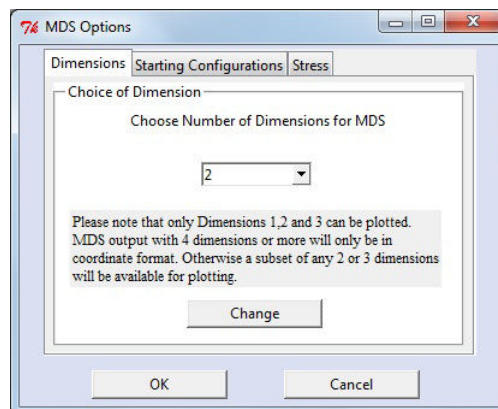 MDS Options
Dimensions Starting Configurations Stress
Choice of Dimension
Choose Number of Dimensions for MDS
2
Please note that only Dimensions 1,2 and 3 can be plotted.
MDS output with 4 dimensions or more will only be in
coordinate format. Otherwise a subset of any 2 or 3 dimensions
will be available for plotting.
Change
OK Cancel